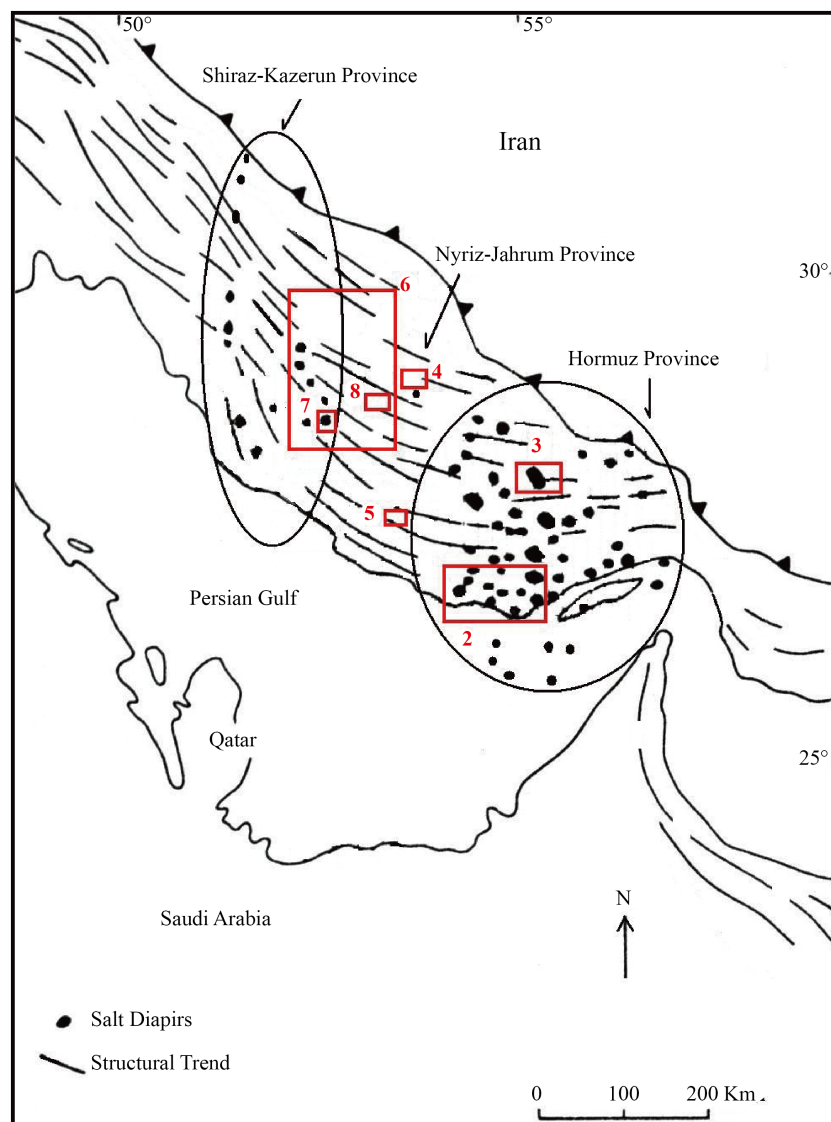 50°
55°
Shiraz-Kazerun Province
Iran
Nyriz-Jahrum Province
30°
6
Hormuz Province
4
8
7
3
5
Persian Gulf
2
Qatar
25°
N
Saudi Arabia
Salt Diapirs
Structural Trend
0 100 200 Km